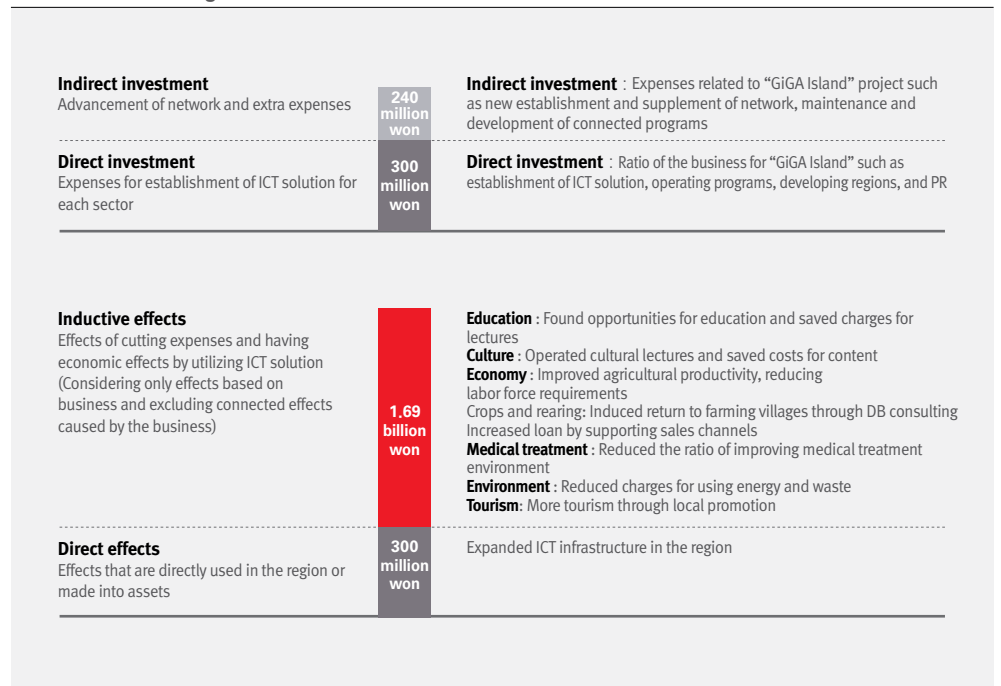 Indirect investment
Advancement of network and extra expenses
240
million
won
Indirect investment : Expenses related to “GiGA Island” project such
as new establishment and supplement of network, maintenance and
development of connected programs
Direct investment
Expenses for establishment of ICT solution for
each sector
300
million
won
Direct investment : Ratio of the business for “GiGA Island” such as
establishment of ICT solution, operating programs, developing regions, and PR
Inductive effects
Effects of cutting expenses and having
economic effects by utilizing ICT solution
(Considering only effects based on
business and excluding connected effects
caused by the business)
1.69
billion
won
Education : Found opportunities for education and saved charges for
lectures
Culture : Operated cultural lectures and saved costs for content
Economy : Improved agricultural productivity, reducing
labor force requirements
Crops and rearing: Induced return to farming villages through DB consulting
Increased loan by supporting sales channels
Medical treatment : Reduced the ratio of improving medical treatment
environment
Environment : Reduced charges for using energy and waste
Tourism: More tourism through local promotion
Direct effects
Effects that are directly used in the region or
made into assets
300
million
won
Expanded ICT infrastructure in the region